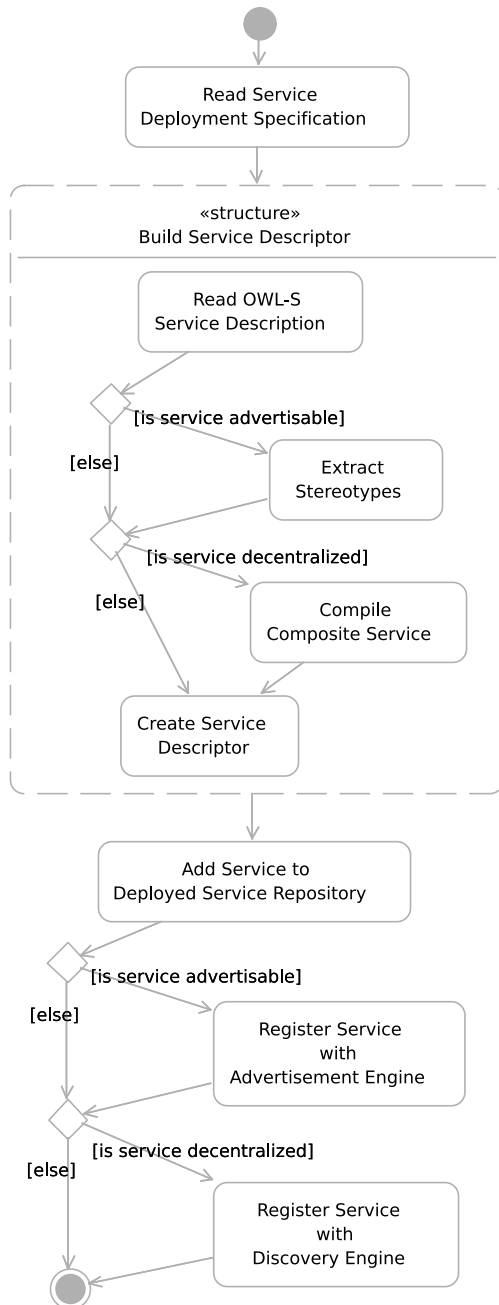 Read Service
Deployment Specification
«structure»
Build Service Descriptor
Read OWL-S
Service Description
[is service advertisable]
[else]
Extract
Stereotypes
[is service decentralized]
[else]
Compile
Composite Service
Create Service
Descriptor
Add Service to
Deployed Service Repository
[is service advertisable]
[else]
Register Service
with
Advertisement Engine
[is service decentralized]
[else]
Register Service
with
Discovery Engine